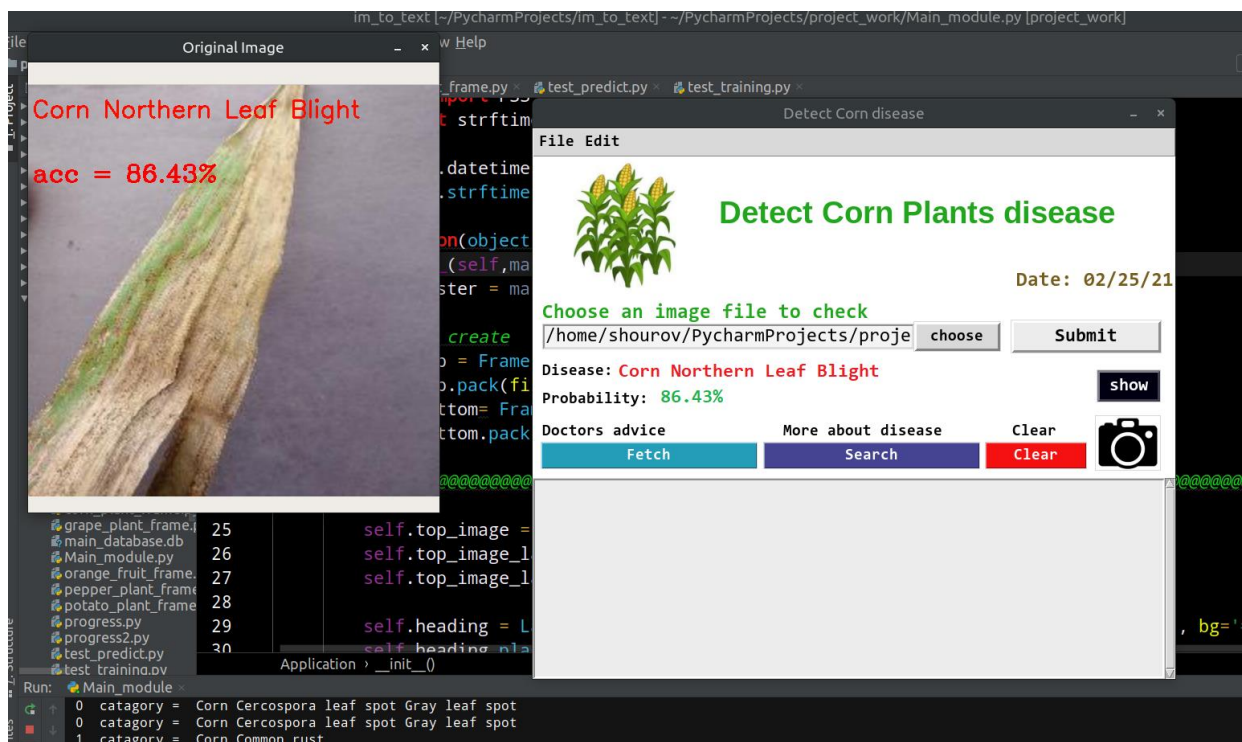 im_to_text [~/PycharmProjects/im_to_text] - ~/PycharmProjects/project_work/Main_module.py [project_work]
Original Image
w Help
_frame.py
test_predict.py
test_training.py
Corn Northern Leaf Blight
acc = 86.43%
1: Project
strftim
.datetime
.strftime
on(object
_(self,ma
ster = ma
create
= Frame
.pack(fi
ttom= Fra
ttom.pack
Detect Corn disease
File Edit
Detect Corn Plants disease
Date: 02/25/21
Choose an image file to check
/home/shourov/PycharmProjects/proje
choose
Submit
Disease: Corn Northern Leaf Blight
show
Probability: 86.43%
Doctors advice
More about disease
Clear
Fetch
Search
Clear
grape_plant_frame.
main_database.db
Main_module.py
orange_fruit_frame.
pepper_plant_frame
potato_plant_frame
progress.py
progress2.py
test_predict.py
test_training.py
25 self.top_image =
26 self.top_image_l
27 self.top_image_l
28
29 self.heading = L
, bg='
30 self.heading.pla
Application › __init__()
Run: Main_module
0 catagory = Corn Cercospora leaf spot Gray leaf spot
0 catagory = Corn Cercospora leaf spot Gray leaf spot
1 catagory = Corn Common rust